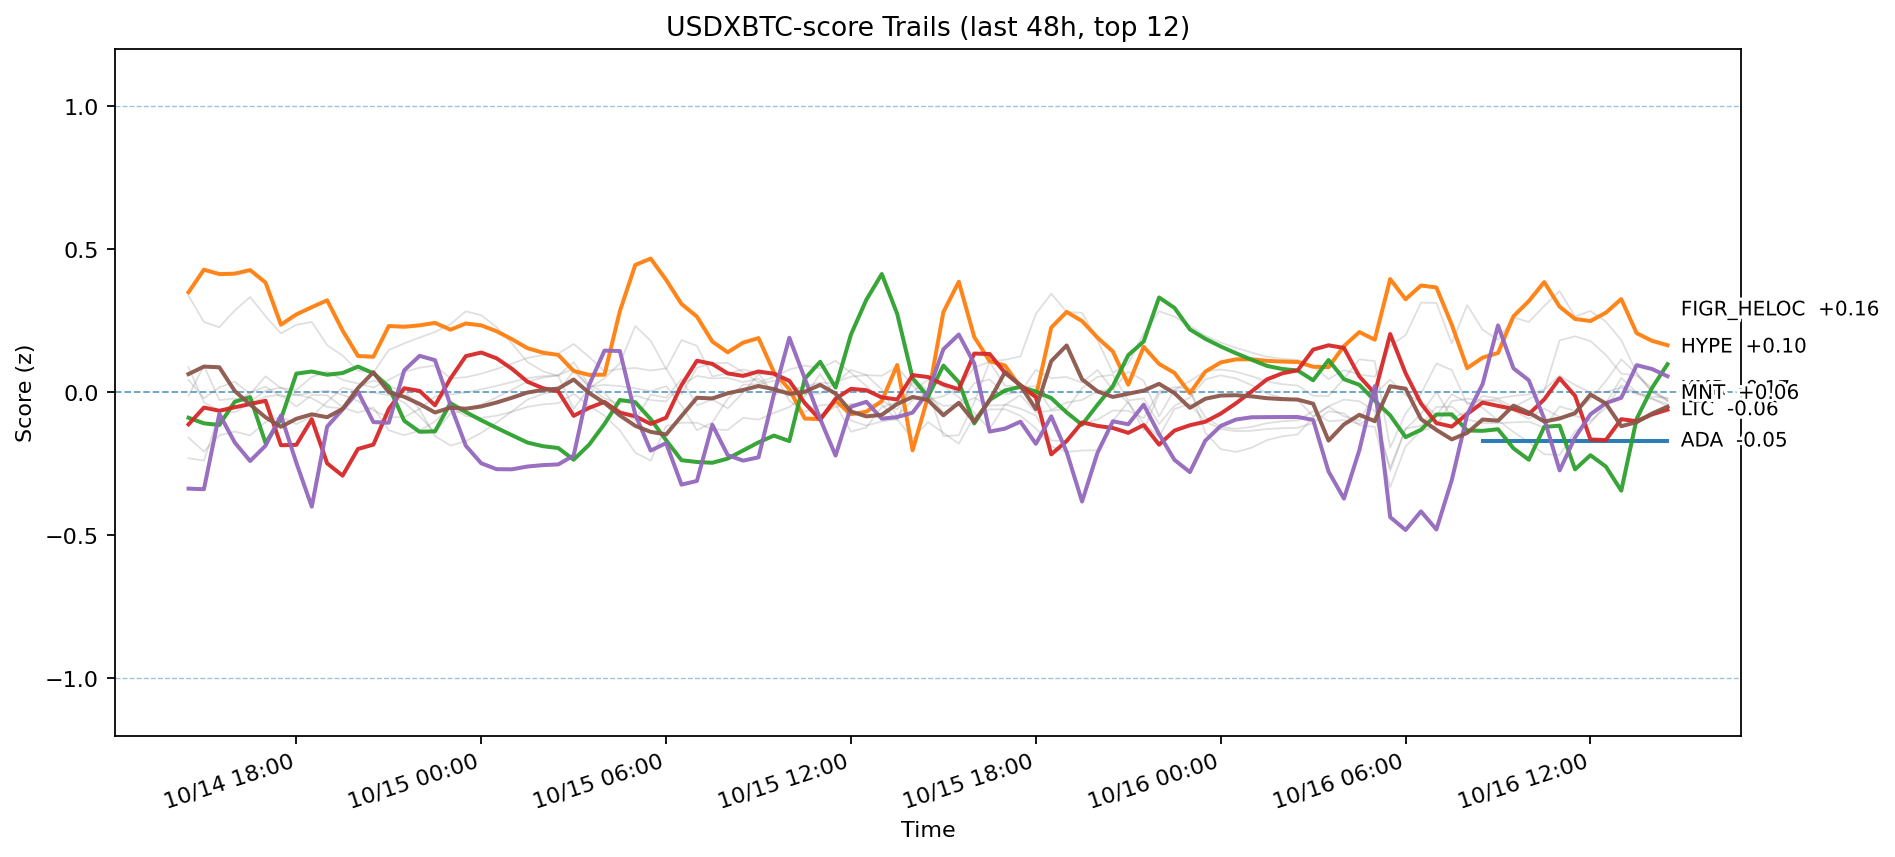 USDXBTC-score Trails (last 48h, top 12)
Score (z)
1.0
0.5
0.0
−0.5
−1.0
FIGR_HELOC +0.16
HYPE +0.10
MNT +0.06
LTC -0.06
ADA -0.05
10/14 18:00
10/15 00:00
10/15 06:00
10/15 12:00
10/15 18:00
10/16 00:00
10/16 06:00
10/16 12:00
Time